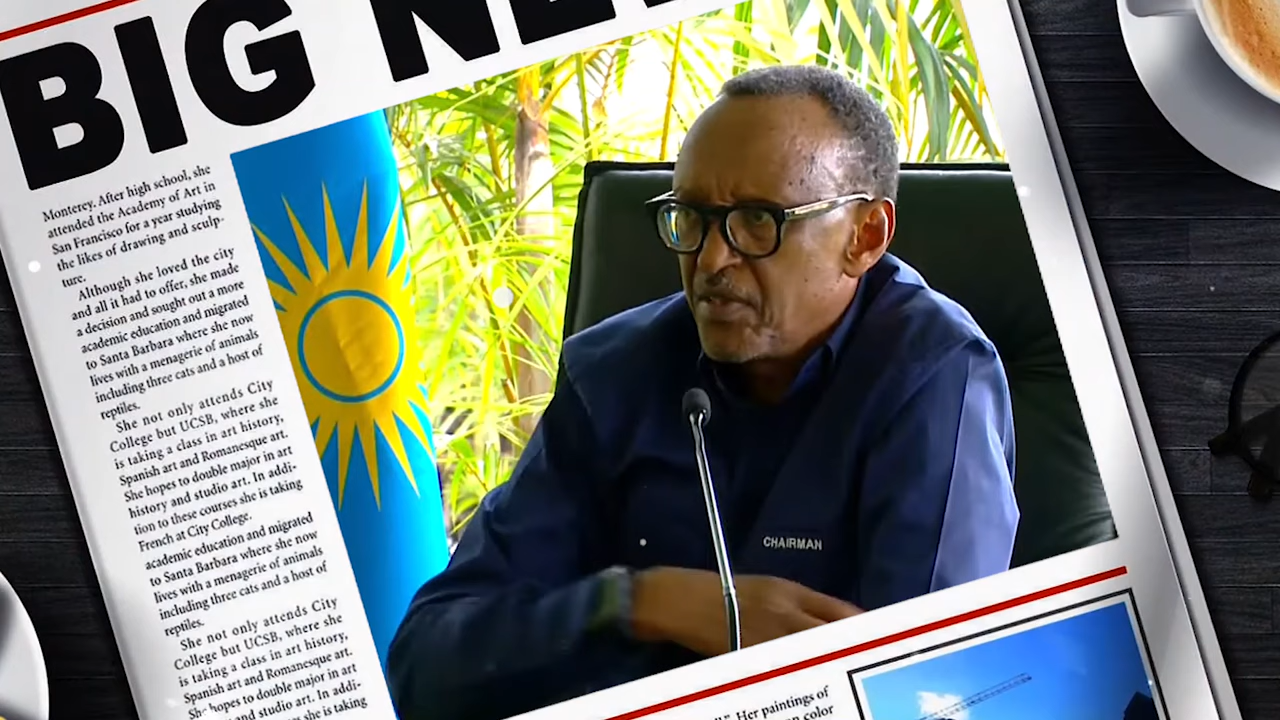 BIG NE
Monterey. After high school, she
attended the Academy of Art in
San Francisco for a year studying
the likes of drawing and sculp-
ture.
Although she loved the city
and all it had to offer, she made
a decision and sought out a more
academic education and migrated
to Santa Barbara where she now
lives with a menagerie of animals
including three cats and a host of
reptiles.
She not only attends City
College but UCSB, where she
is taking a class in art history,
Spanish art and Romanesque art.
She hopes to double major in art
history and studio art. In addi-
tion to these courses she is taking
French at City College.
academic education and migrated
to Santa Barbara where she now
lives with a menagerie of animals
including three cats and a host of
reptiles.
She not only attends City
College but UCSB, where she
is taking a class in art history,
Spanish art and Romanesque art.
She hopes to double major in art
and studio art. In addi-
she is taking
CHAIRMAN
Her paintings of
color